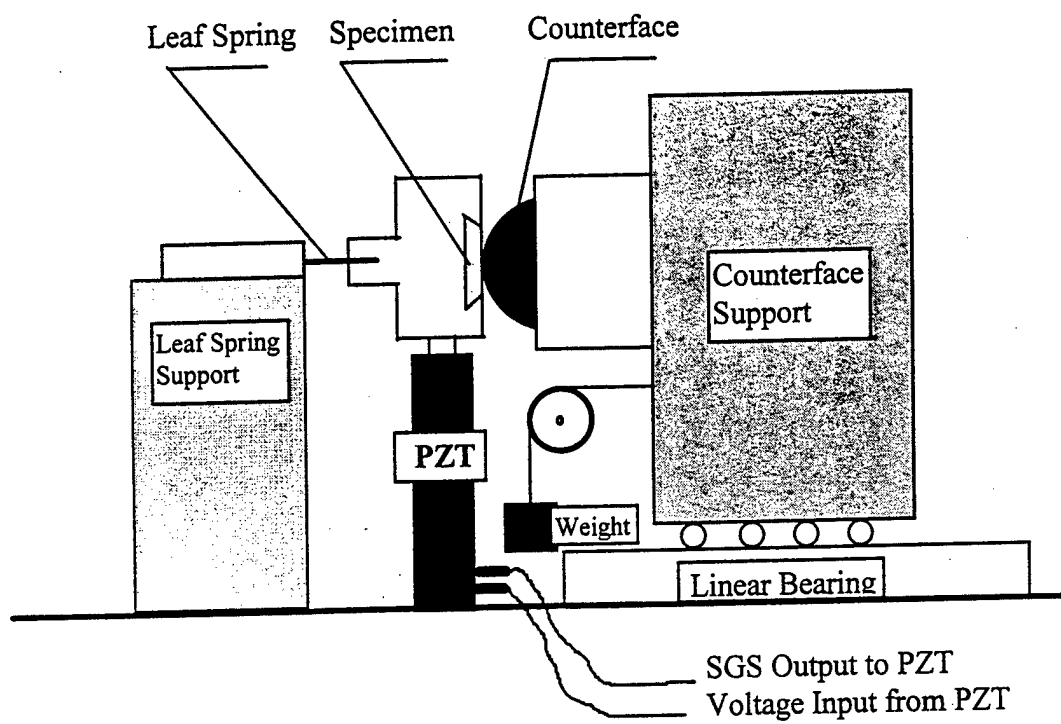 Leaf Spring
Specimen
Counterface
Leaf Spring
Support
Counterface
Support
PZT
Weight
Linear Bearing
SGS Output to PZT
Voltage Input from PZT